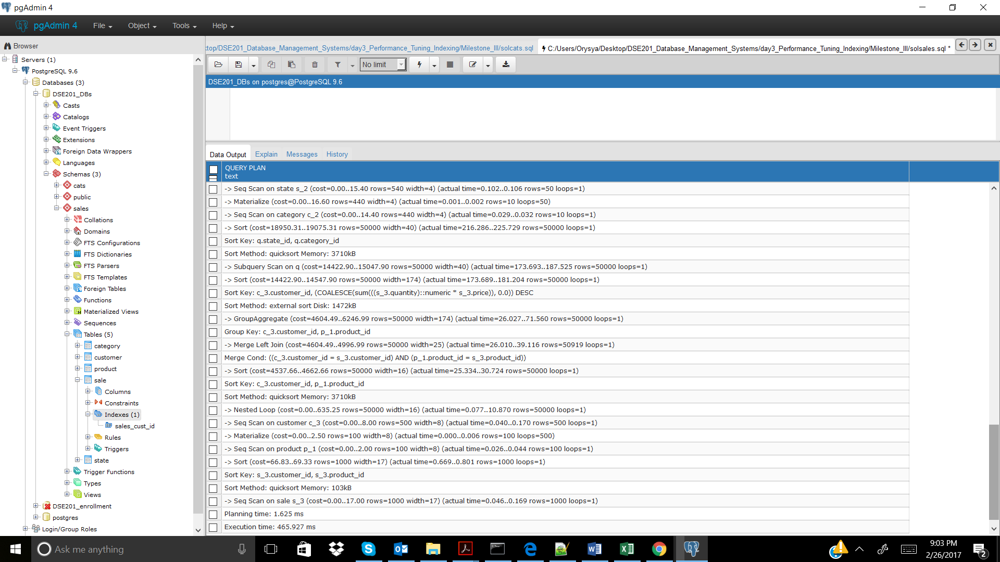 pgAdmin 4
pgAdmin 4
File
Object
Tools
Help
Browser
Servers (1)
PostgreSQL 9.6
Databases (3)
DSE201_DBs
Casts
Catalogs
Event Triggers
Extensions
Foreign Data Wrappers
Languages
Schemas (3)
cats
public
sales
Collations
Domains
FTS Configurations
FTS Dictionaries
FTS Parsers
FTS Templates
Foreign Tables
Functions
Materialized Views
Sequences
Tables (5)
category
customer
product
sale
Columns
Constraints
Indexes (1)
sales_cust_id
Rules
Triggers
state
Trigger Functions
Types
Views
DSE201_enrollment
postgres
Login/Group Roles
ktop/DSE201_Database_Management_Systems/day3_Performance_Tuning_Indexing/Milestone_III/solcats.sql
C:/Users/Orysya/Desktop/DSE201_Database_Management_Systems/day3_Performance_Tuning_Indexing/Milestone_III/solsales.sql *
No limit
DSE201_DBs on postgres@PostgreSQL 9.6
Data Output
Explain
Messages
History
QUERY PLAN
text
-> Seq Scan on state s_2 (cost=0.00..15.40 rows=540 width=4) (actual time=0.102..0.106 rows=50 loops=1)
-> Materialize (cost=0.00..16.60 rows=440 width=4) (actual time=0.001..0.002 rows=10 loops=50)
-> Seq Scan on category c_2 (cost=0.00..14.40 rows=440 width=4) (actual time=0.029..0.032 rows=10 loops=1)
-> Sort (cost=18950.31..19075.31 rows=50000 width=40) (actual time=216.286..225.729 rows=50000 loops=1)
Sort Key: q.state_id, q.category_id
Sort Method: quicksort Memory: 3710kB
-> Subquery Scan on q (cost=14422.90..15047.90 rows=50000 width=40) (actual time=173.693..187.525 rows=50000 loops=1)
-> Sort (cost=14422.90..14547.90 rows=50000 width=174) (actual time=173.689..181.204 rows=50000 loops=1)
Sort Key: c_3.customer_id, (COALESCE(sum(((s_3.quantity)::numeric * s_3.price)), 0.0)) DESC
Sort Method: external sort Disk: 1472kB
-> GroupAggregate (cost=4604.49..6246.99 rows=50000 width=174) (actual time=26.027..71.560 rows=50000 loops=1)
Group Key: c_3.customer_id, p_1.product_id
-> Merge Left Join (cost=4604.49..4996.99 rows=50000 width=25) (actual time=26.010..39.116 rows=50919 loops=1)
Merge Cond: ((c_3.customer_id = s_3.customer_id) AND (p_1.product_id = s_3.product_id))
-> Sort (cost=4537.66..4662.66 rows=50000 width=16) (actual time=25.334..30.724 rows=50000 loops=1)
Sort Key: c_3.customer_id, p_1.product_id
Sort Method: quicksort Memory: 3710kB
-> Nested Loop (cost=0.00..635.25 rows=50000 width=16) (actual time=0.077..10.870 rows=50000 loops=1)
-> Seq Scan on customer c_3 (cost=0.00..8.00 rows=500 width=8) (actual time=0.040..0.170 rows=500 loops=1)
-> Materialize (cost=0.00..2.50 rows=100 width=8) (actual time=0.000..0.006 rows=100 loops=500)
-> Seq Scan on product p_1 (cost=0.00..2.00 rows=100 width=8) (actual time=0.026..0.044 rows=100 loops=1)
-> Sort (cost=66.83..69.33 rows=1000 width=17) (actual time=0.669..0.801 rows=1000 loops=1)
Sort Key: s_3.customer_id, s_3.product_id
Sort Method: quicksort Memory: 103kB
-> Seq Scan on sale s_3 (cost=0.00..17.00 rows=1000 width=17) (actual time=0.046..0.169 rows=1000 loops=1)
Planning time: 1.625 ms
Execution time: 465.927 ms
Ask me anything
9:03 PM
2/26/2017
2